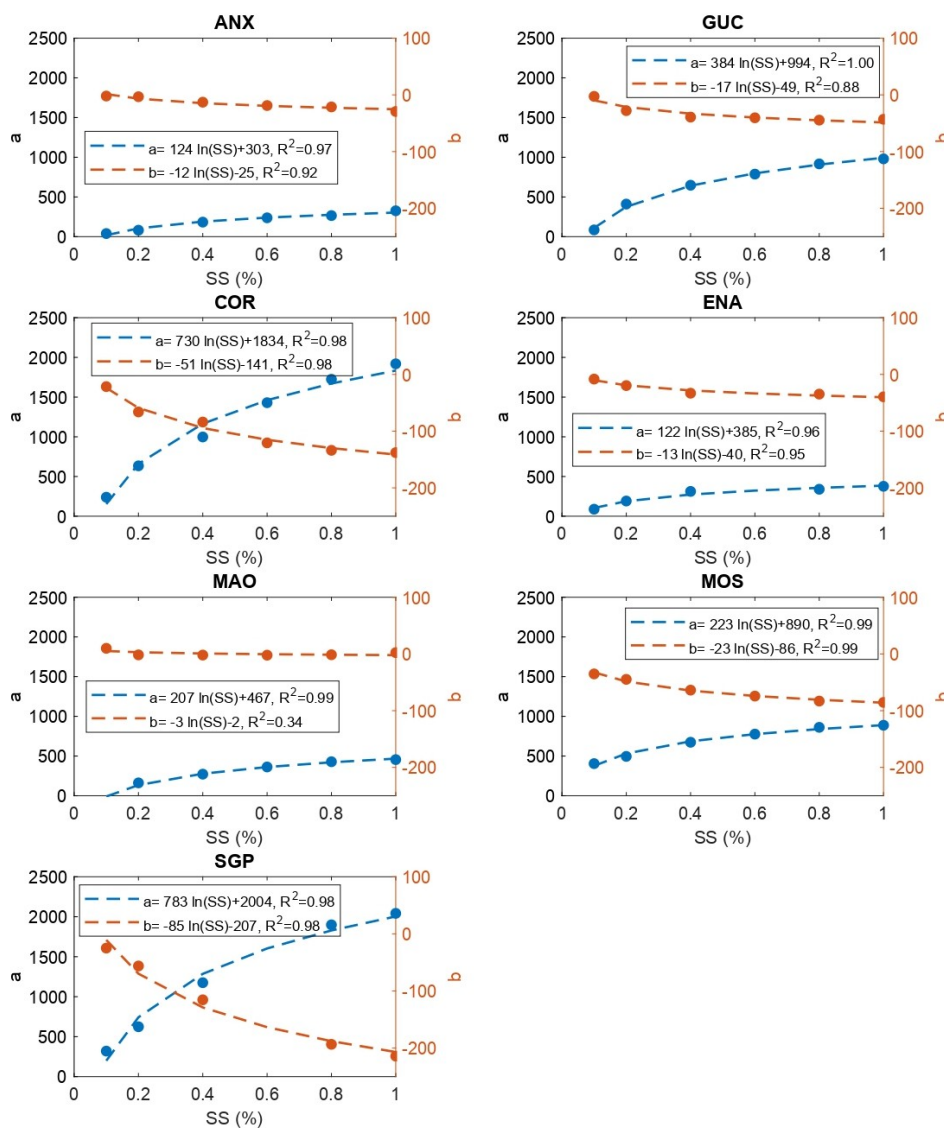 ANX
2500
2000
1500
1000
500
0
a
100
0
-100
-200
b
a= 124 ln(SS)+303, R²=0.97
b= -12 ln(SS)-25, R²=0.92
0 0.2 0.4 0.6 0.8 1
SS (%)
GUC
2500
2000
1500
1000
500
0
a
100
0
-100
-200
b
a= 384 ln(SS)+994, R²=1.00
b= -17 ln(SS)-49, R²=0.88
0 0.2 0.4 0.6 0.8 1
SS (%)
COR
2500
2000
1500
1000
500
0
a
100
0
-100
-200
b
a= 730 ln(SS)+1834, R²=0.98
b= -51 ln(SS)-141, R²=0.98
0 0.2 0.4 0.6 0.8 1
SS (%)
ENA
2500
2000
1500
1000
500
0
a
100
0
-100
-200
b
a= 122 ln(SS)+385, R²=0.96
b= -13 ln(SS)-40, R²=0.95
0 0.2 0.4 0.6 0.8 1
SS (%)
MAO
2500
2000
1500
1000
500
0
a
100
0
-100
-200
b
a= 207 ln(SS)+467, R²=0.99
b= -3 ln(SS)-2, R²=0.34
0 0.2 0.4 0.6 0.8 1
SS (%)
MOS
2500
2000
1500
1000
500
0
a
100
0
-100
-200
b
a= 223 ln(SS)+890, R²=0.99
b= -23 ln(SS)-86, R²=0.99
0 0.2 0.4 0.6 0.8 1
SS (%)
SGP
2500
2000
1500
1000
500
0
a
100
0
-100
-200
b
a= 783 ln(SS)+2004, R²=0.98
b= -85 ln(SS)-207, R²=0.98
0 0.2 0.4 0.6 0.8 1
SS (%)